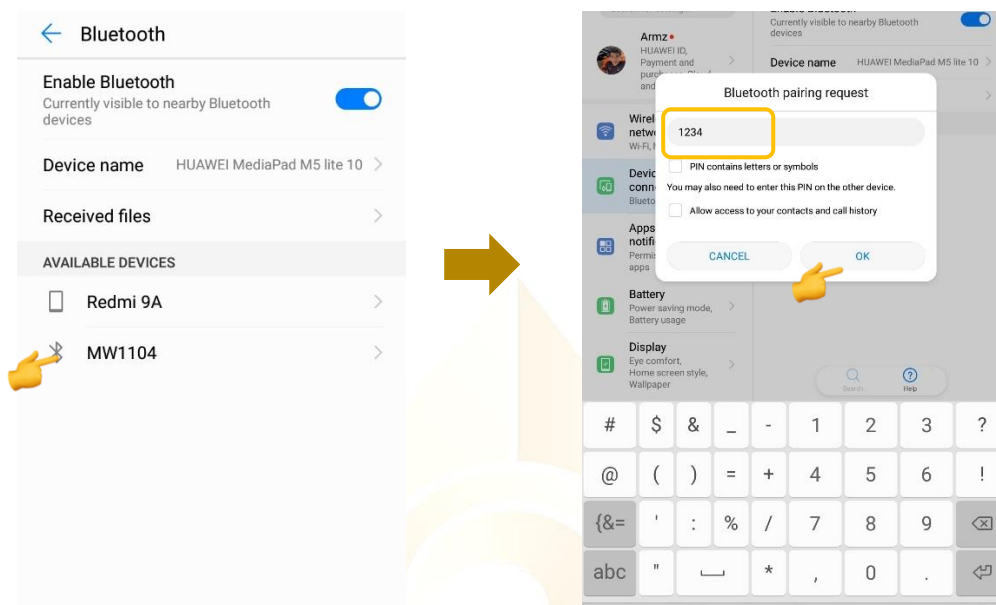 Bluetooth
Enable Bluetooth
Currently visible to nearby Bluetooth
devices
Device name HUAWEI MediaPad M5 lite 10
Received files
AVAILABLE DEVICES
Redmi 9A
MW1104
Currently visible to nearby Bluetooth
devices
Device name HUAWEI MediaPad M5 lite 10
Armz
HUAWEI ID,
Payment and
and
Bluetooth pairing request
1234
PIN contains letters or symbols
You may also need to enter this PIN on the other device.
Allow access to your contacts and call history
CANCEL OK
Battery
Power saving mode,
Battery usage
Display
Eye comfort,
Home screen style,
Wallpaper
Search Help
# $ & _ - 1 2 3 ?
@ ( ) = + 4 5 6 !
{&= ' : % / 7 8 9
abc " * , 0 .